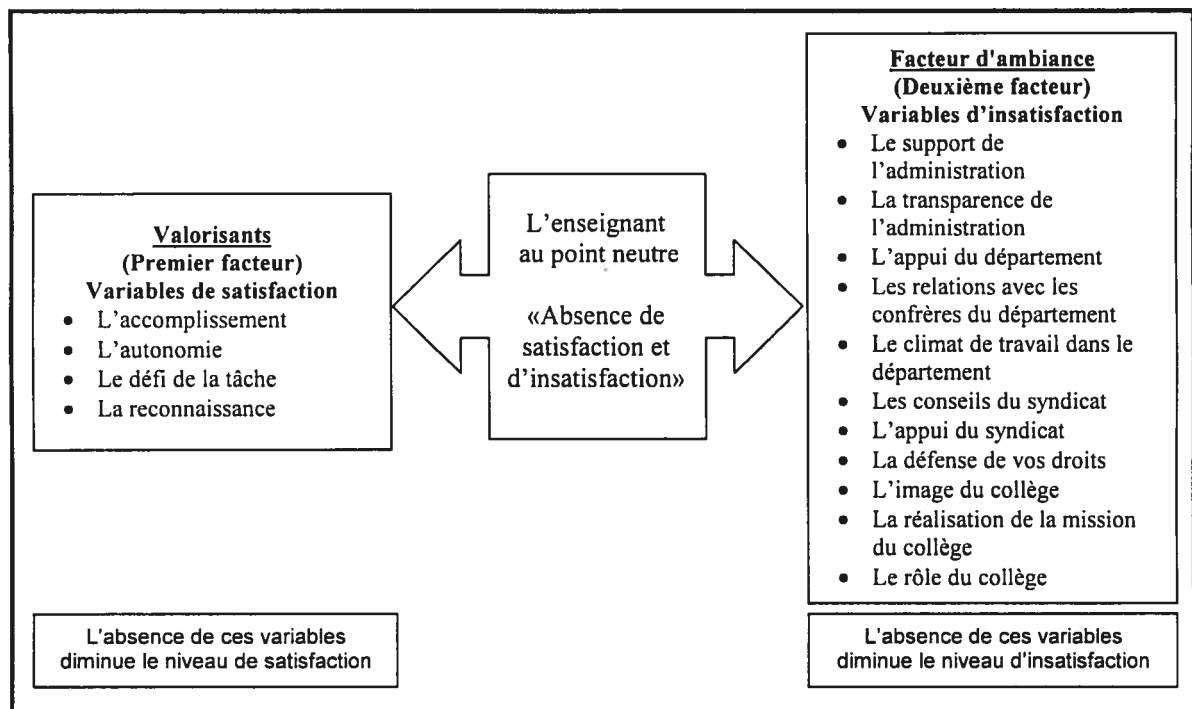 Valorisants
(Premier facteur)
Variables de satisfaction
• L'accomplissement
• L'autonomie
• Le défi de la tâche
• La reconnaissance
L'absence de ces variables
diminue le niveau de satisfaction
L'enseignant
au point neutre
«Absence de
satisfaction et
d'insatisfaction»
Facteur d'ambiance
(Deuxième facteur)
Variables d'insatisfaction
• Le support de
l'administration
• La transparence de
l'administration
• L'appui du département
• Les relations avec les
confrères du département
• Le climat de travail dans le
département
• Les conseils du syndicat
• L'appui du syndicat
• La défense de vos droits
• L'image du collège
• La réalisation de la mission
du collège
• Le rôle du collège
L'absence de ces variables
diminue le niveau d'insatisfaction